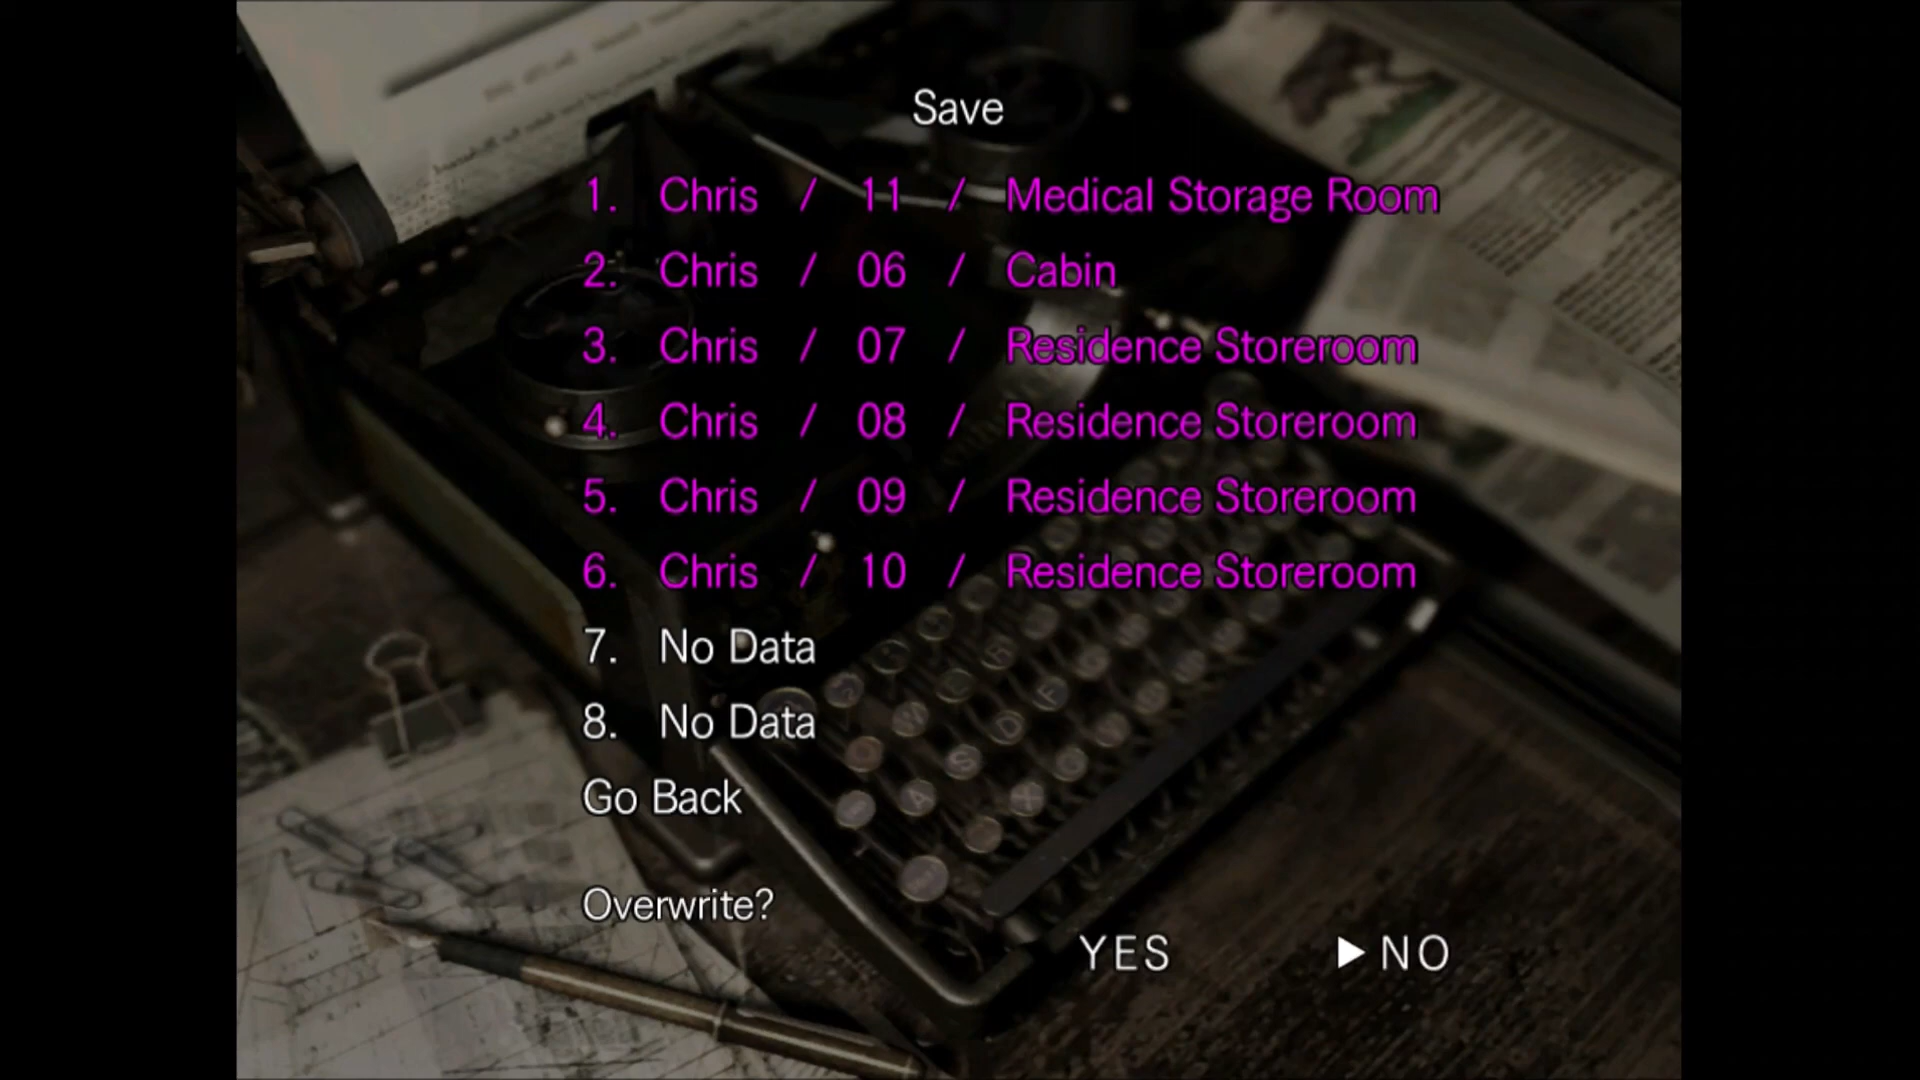 Save
1. Chris / 11 / Medical Storage Room
2. Chris / 06 / Cabin
3. Chris / 07 / Residence Storeroom
4. Chris / 08 / Residence Storeroom
5. Chris / 09 / Residence Storeroom
6. Chris / 10 / Residence Storeroom
7. No Data
8. No Data
Go Back
Overwrite?
YES ▶ NO